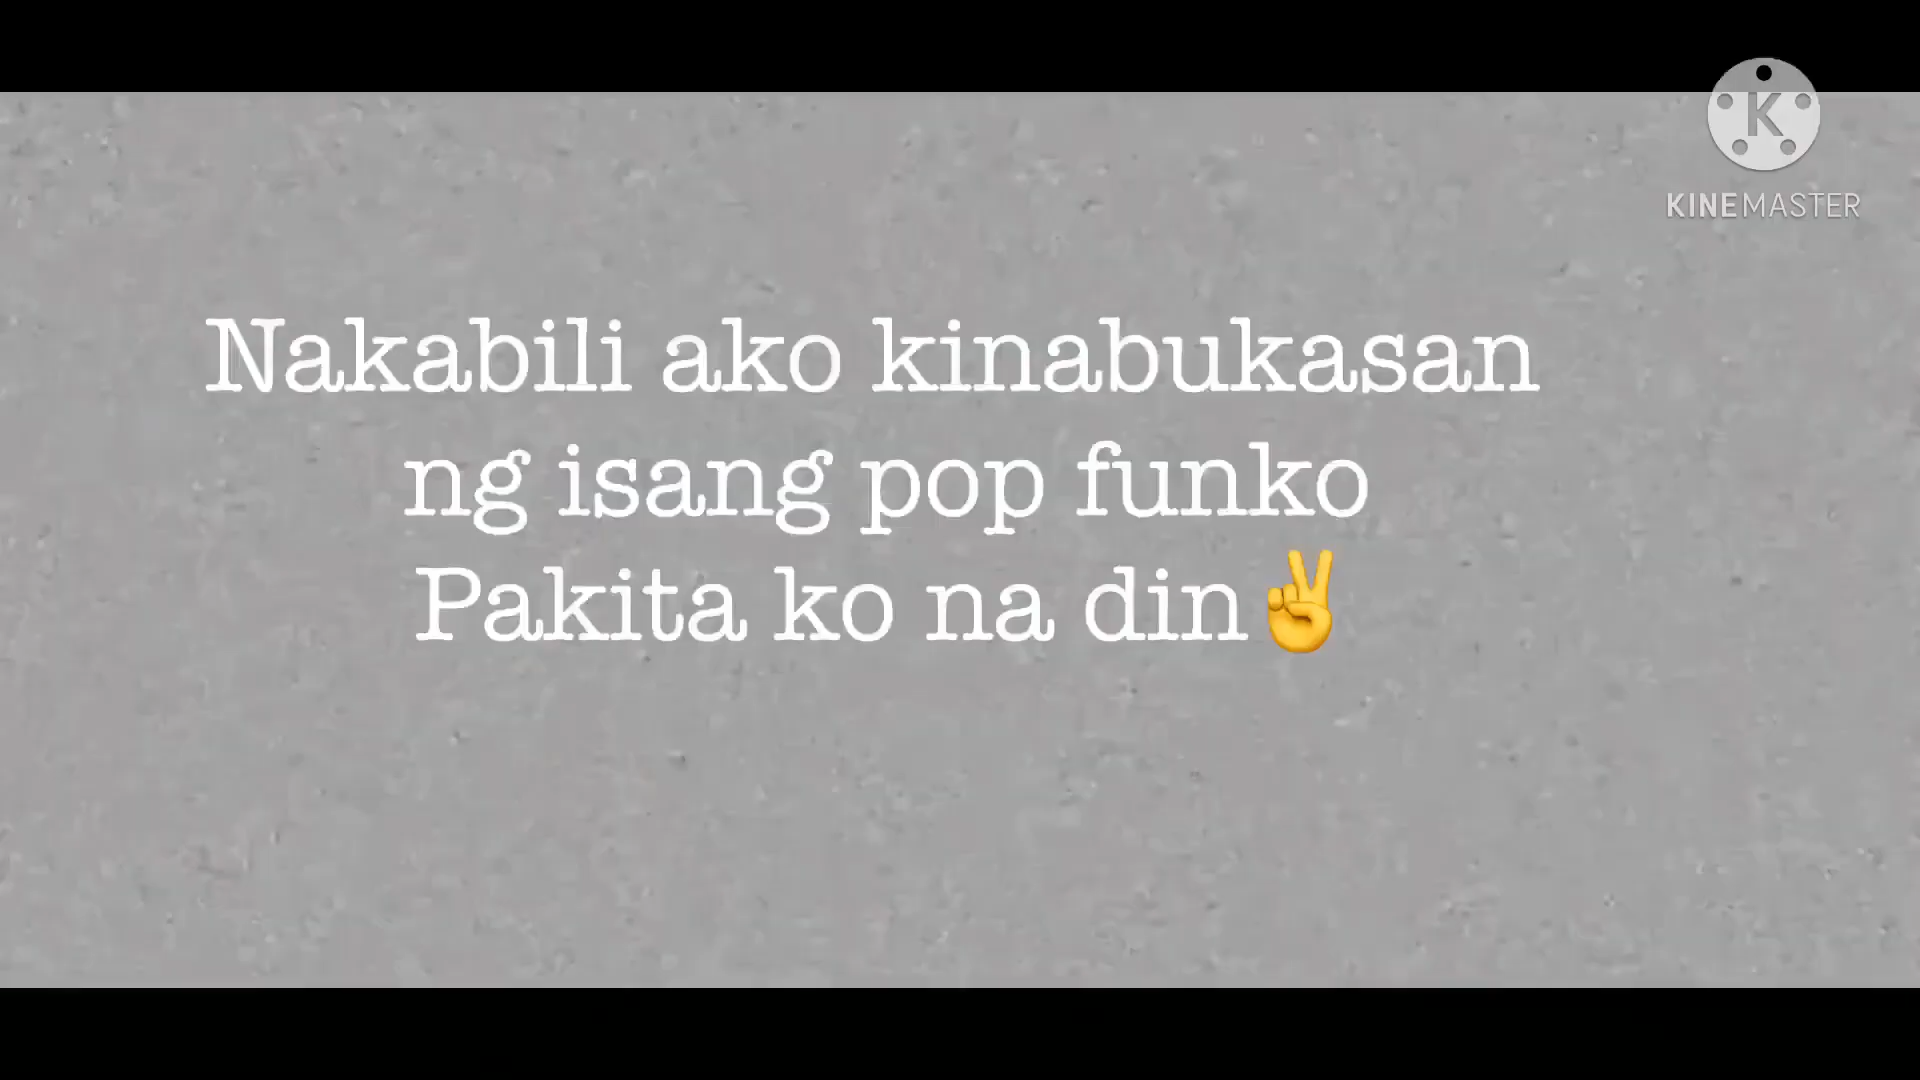 K
KINEMASTER
Nakabili ako kinabukasan
ng isang pop funko
Pakita ko na din✌️